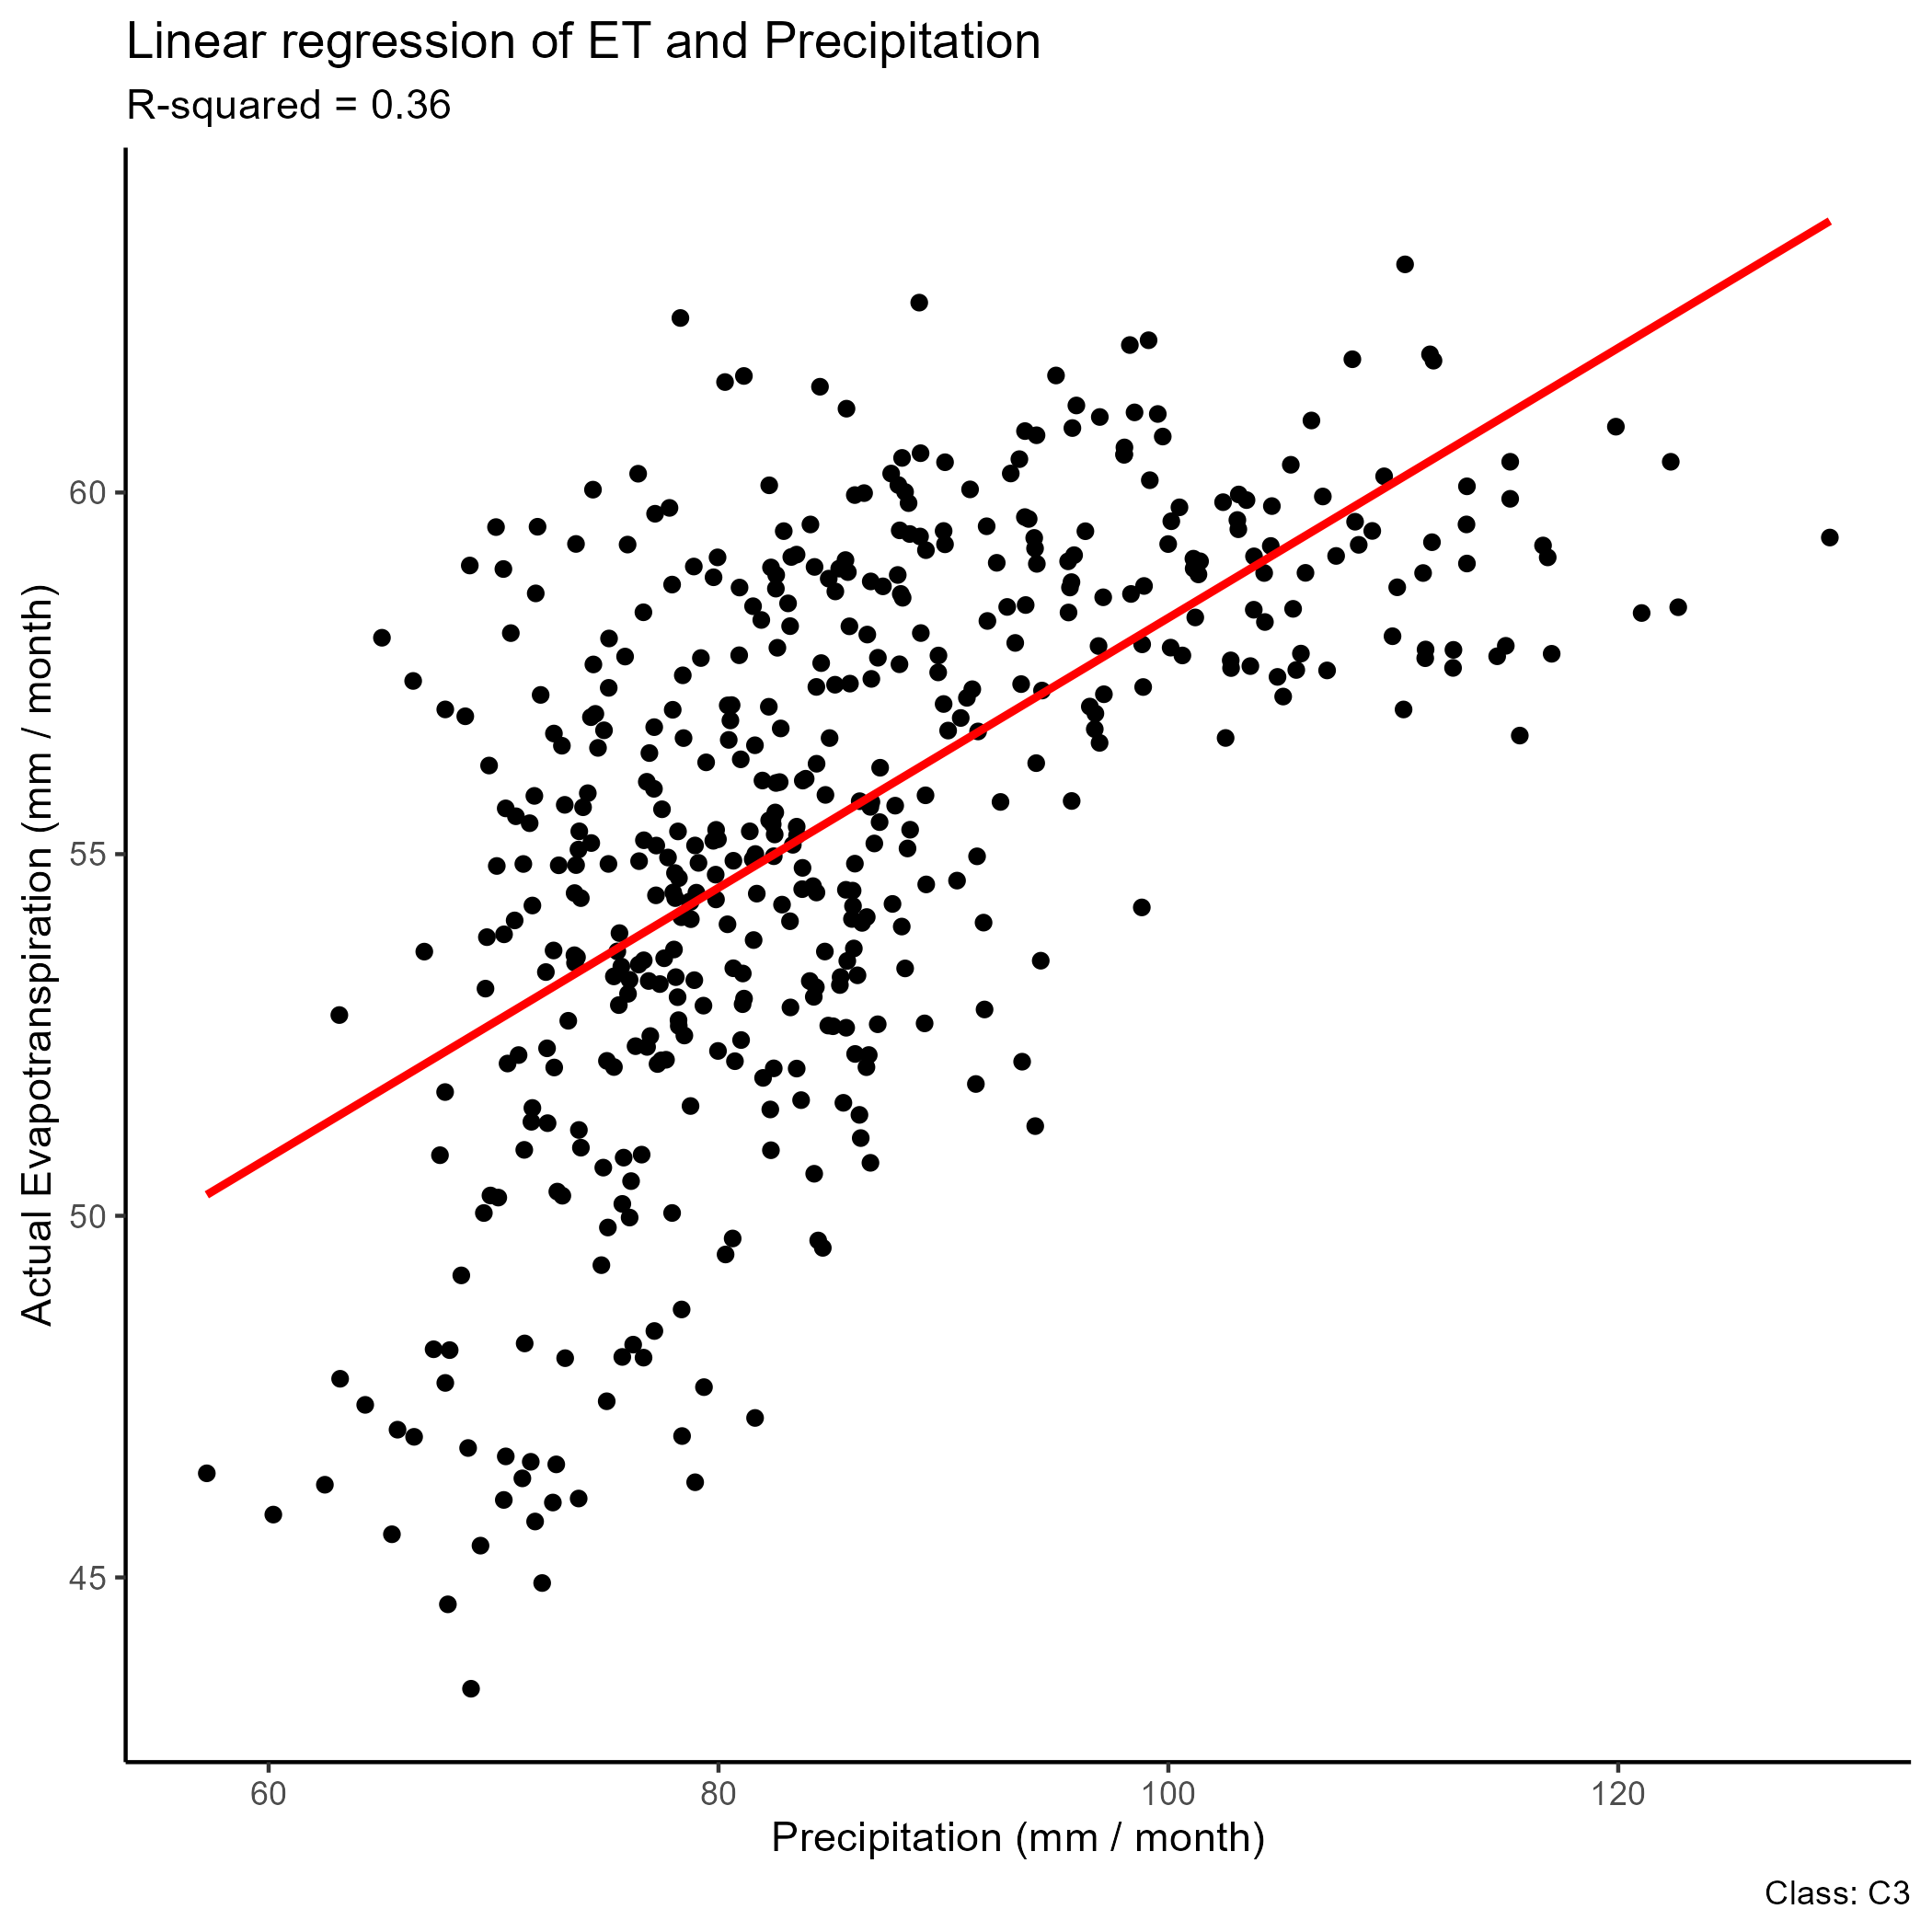 Linear regression of ET and Precipitation
R-squared = 0.36
Actual Evapotranspiration (mm / month)
60
55
50
45
60 80 100 120
Precipitation (mm / month)
Class: C3